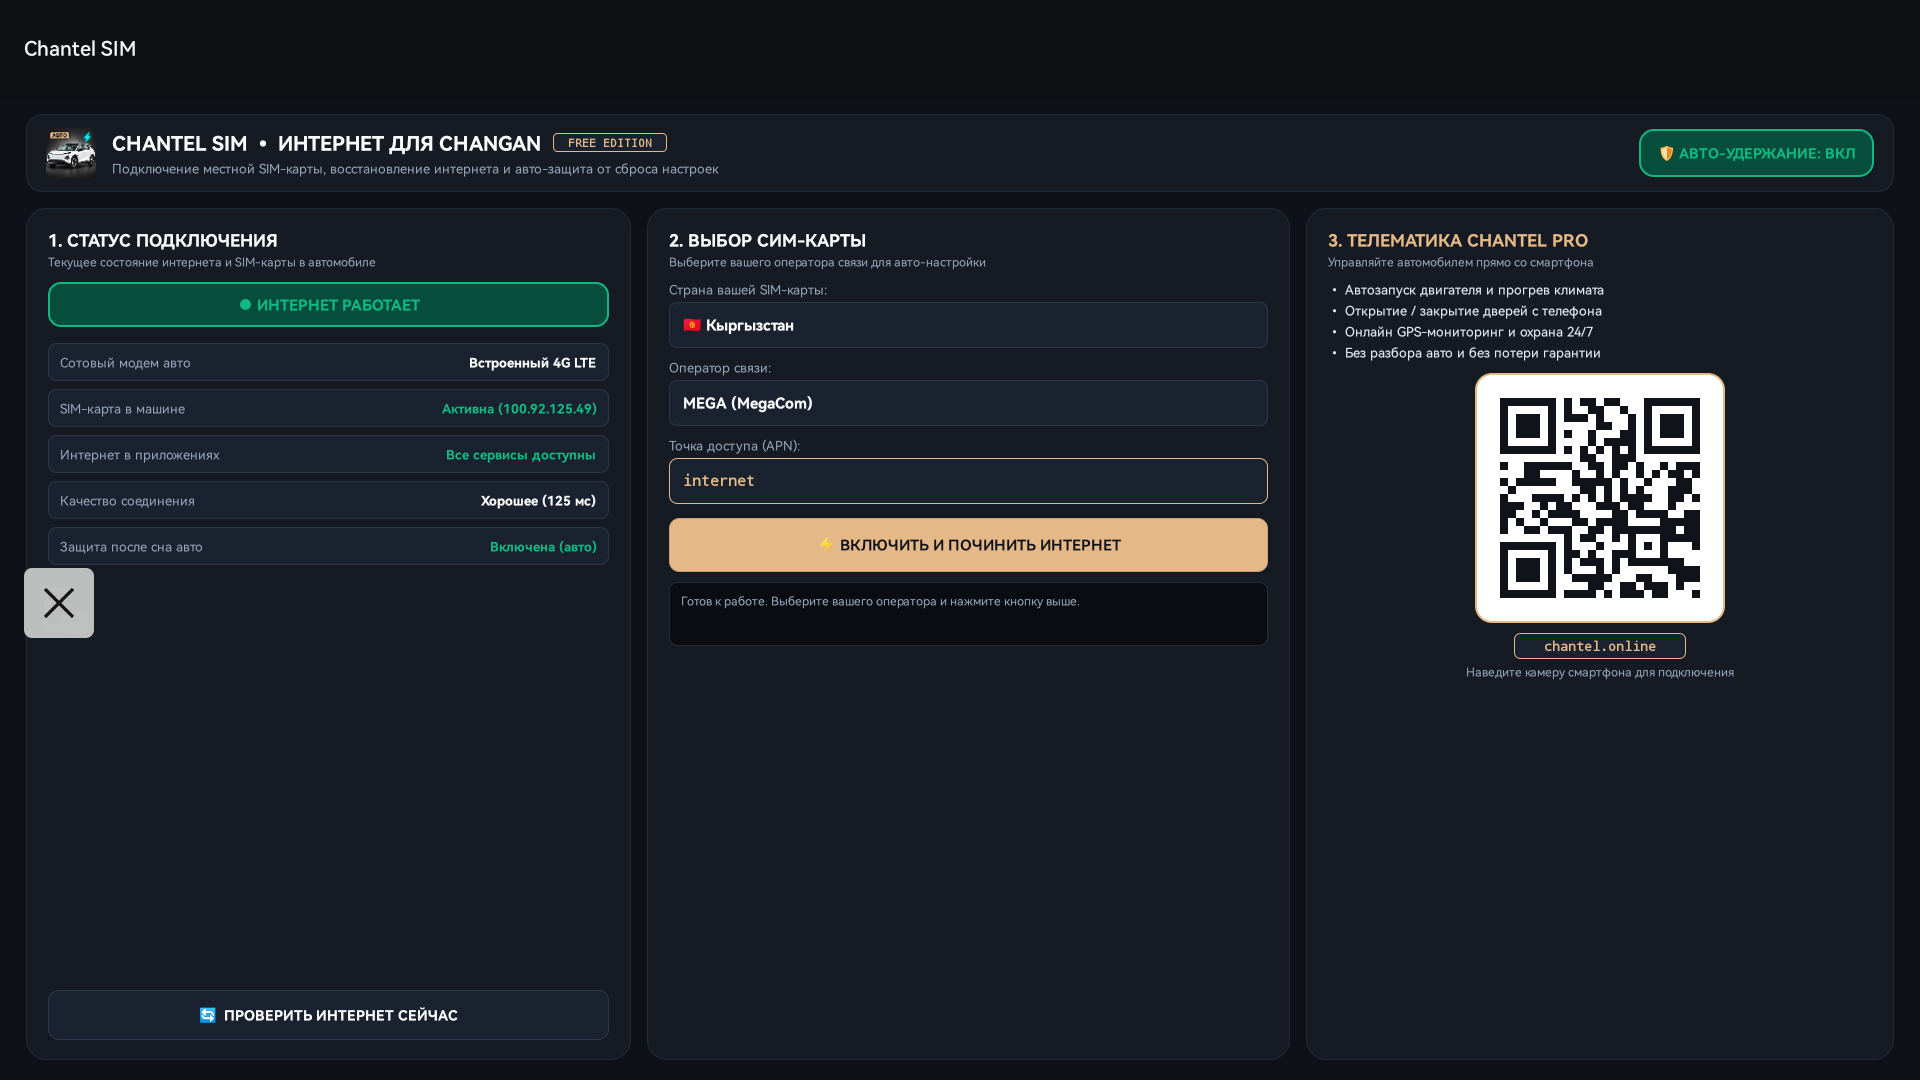 Chantel SIM
АВТО
CHANTEL SIM • ИНТЕРНЕТ ДЛЯ CHANGAN
FREE EDITION
Подключение местной SIM-карты, восстановление интернета и авто-защита от сброса настроек
АВТО-УДЕРЖАНИЕ: ВКЛ
1. СТАТУС ПОДКЛЮЧЕНИЯ
Текущее состояние интернета и SIM-карты в автомобиле
ИНТЕРНЕТ РАБОТАЕТ
Сотовый модем авто
Встроенный 4G LTE
SIM-карта в машине
Активна (100.92.125.49)
Интернет в приложениях
Все сервисы доступны
Качество соединения
Хорошее (125 мс)
Защита после сна авто
Включена (авто)
ПРОВЕРИТЬ ИНТЕРНЕТ СЕЙЧАС
2. ВЫБОР СИМ-КАРТЫ
Выберите вашего оператора связи для авто-настройки
Страна вашей SIM-карты:
Кыргызстан
Оператор связи:
MEGA (MegaCom)
Точка доступа (APN):
internet
ВКЛЮЧИТЬ И ПОЧИНИТЬ ИНТЕРНЕТ
Готов к работе. Выберите вашего оператора и нажмите кнопку выше.
3. ТЕЛЕМАТИКА CHANTEL PRO
Управляйте автомобилем прямо со смартфона
• Автозапуск двигателя и прогрев климата
• Открытие / закрытие дверей с телефона
• Онлайн GPS-мониторинг и охрана 24/7
• Без разбора авто и без потери гарантии
chantel.online
Наведите камеру смартфона для подключения